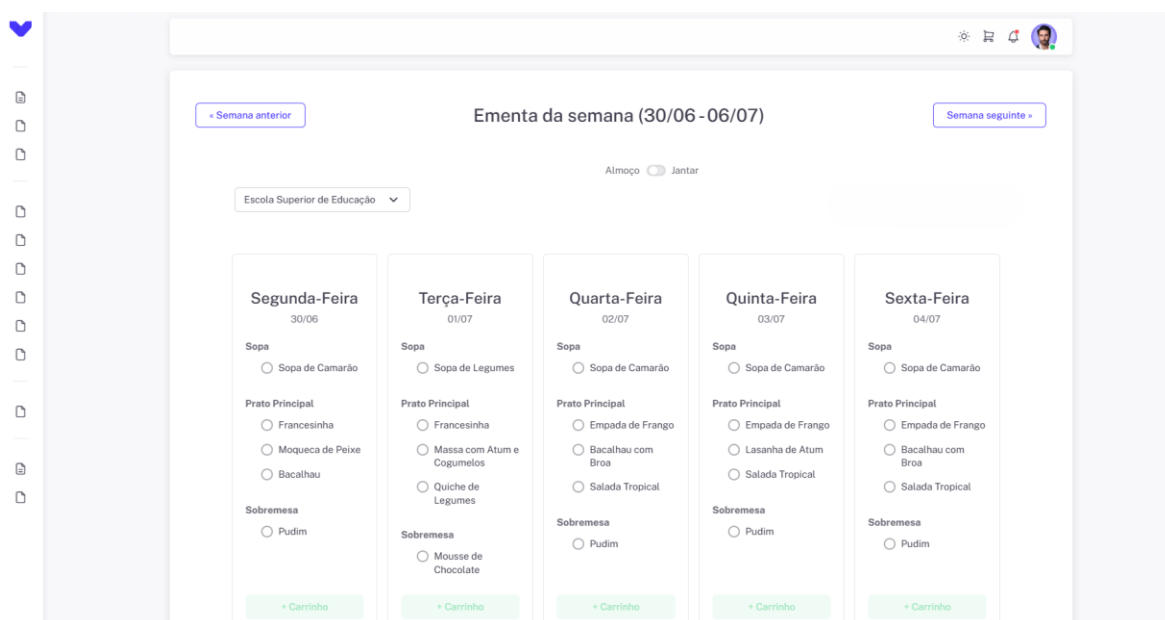 « Semana anterior
Ementa da semana (30/06 - 06/07)
Semana seguinte »
Almoço Jantar
Escola Superior de Educação
Segunda-Feira
30/06
Sopa
Sopa de Camarão
Prato Principal
Francesinha
Moqueca de Peixe
Bacalhau
Sobremesa
Pudim
+ Carrinho
Terça-Feira
01/07
Sopa
Sopa de Legumes
Prato Principal
Francesinha
Massa com Atum e
Cogumelos
Quiche de
Legumes
Sobremesa
Mousse de
Chocolate
+ Carrinho
Quarta-Feira
02/07
Sopa
Sopa de Camarão
Prato Principal
Empada de Frango
Bacalhau com
Broa
Salada Tropical
Sobremesa
Pudim
+ Carrinho
Quinta-Feira
03/07
Sopa
Sopa de Camarão
Prato Principal
Empada de Frango
Lasanha de Atum
Salada Tropical
Sobremesa
Pudim
+ Carrinho
Sexta-Feira
04/07
Sopa
Sopa de Camarão
Prato Principal
Empada de Frango
Bacalhau com
Broa
Salada Tropical
Sobremesa
Pudim
+ Carrinho